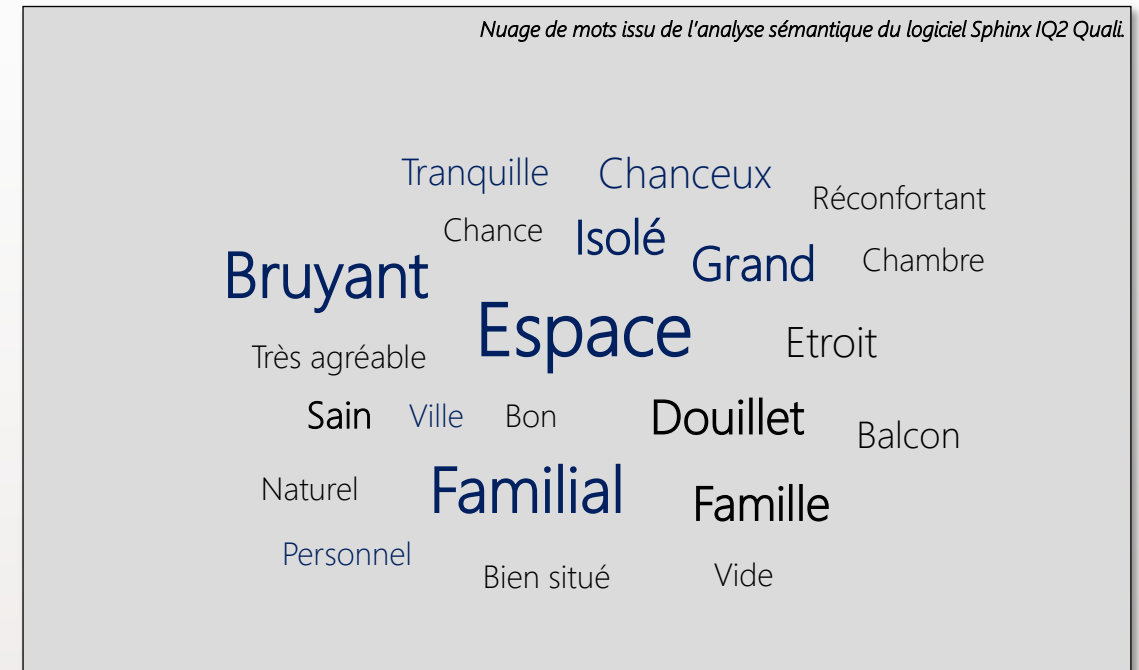 Nuage de mots issu de l'analyse sémantique du logiciel Sphinx IQ2 Quali.
Tranquille Chanceux
Réconfortant
Chance Isolé
Grand Chambre
Bruyant
Espace Etroit
Très agréable
Sain Ville Bon Douillet
Balcon
Naturel Familial Famille
Personnel
Bien situé Vide